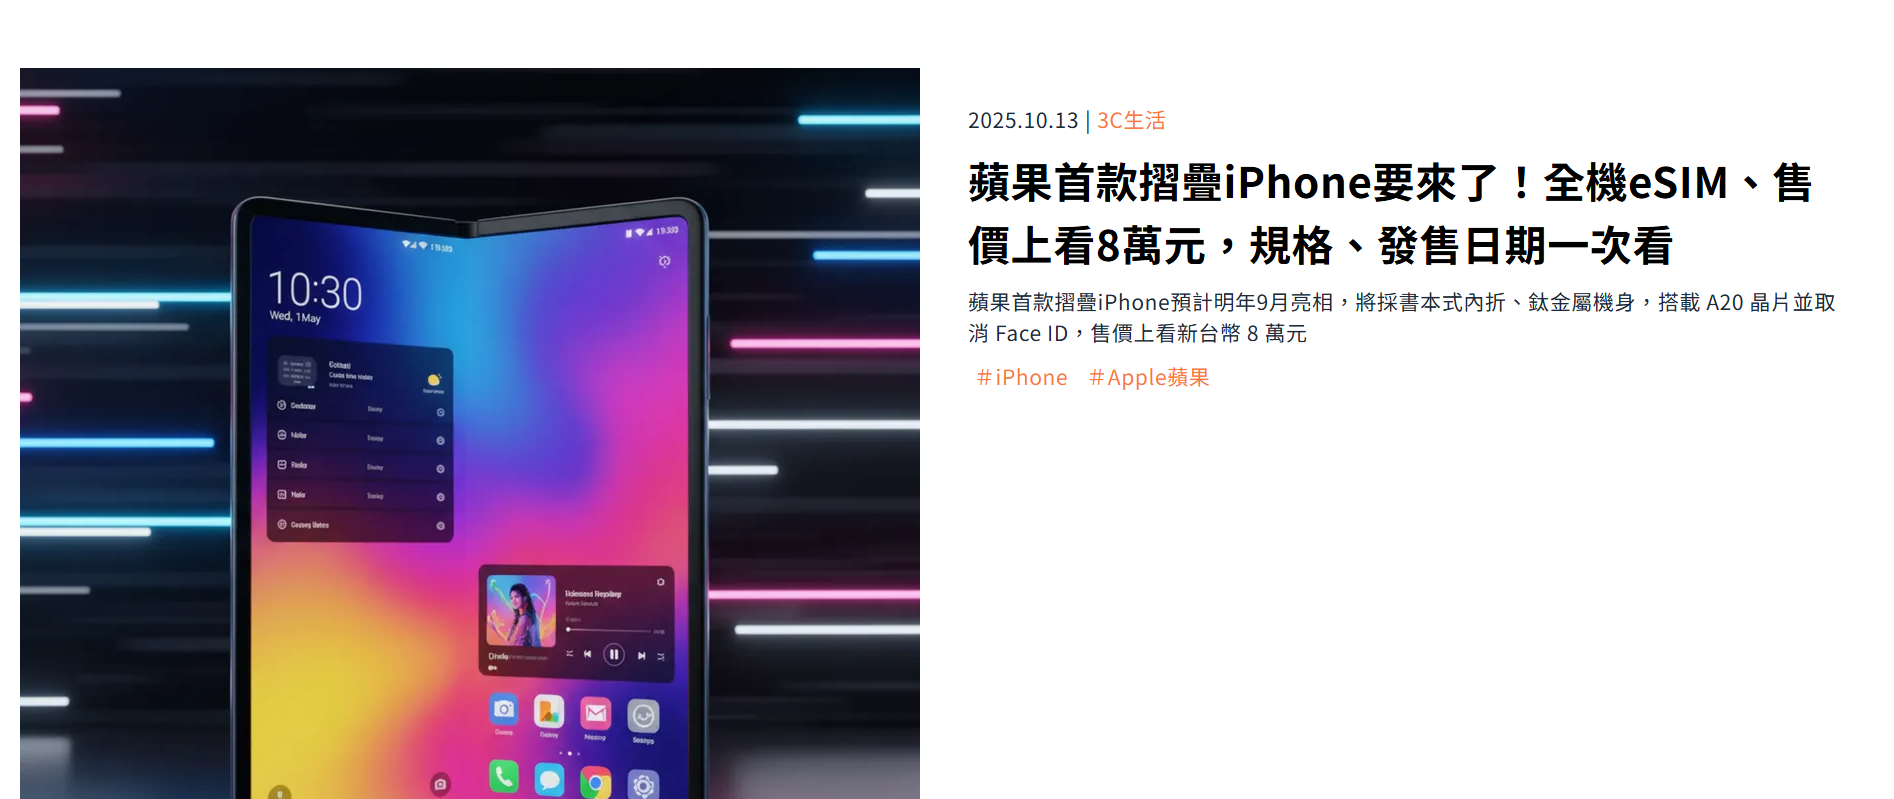 2025.10.13 | 3C生活
蘋果首款摺疊iPhone要來了！全機eSIM、售
價上看8萬元，規格、發售日期一次看
蘋果首款摺疊iPhone預計明年9月亮相，將採書本式內折、鈦金屬機身，搭載 A20 晶片並取
消 Face ID，售價上看新台幣 8 萬元
＃iPhone ＃Apple蘋果
10:30
Wed, 1May